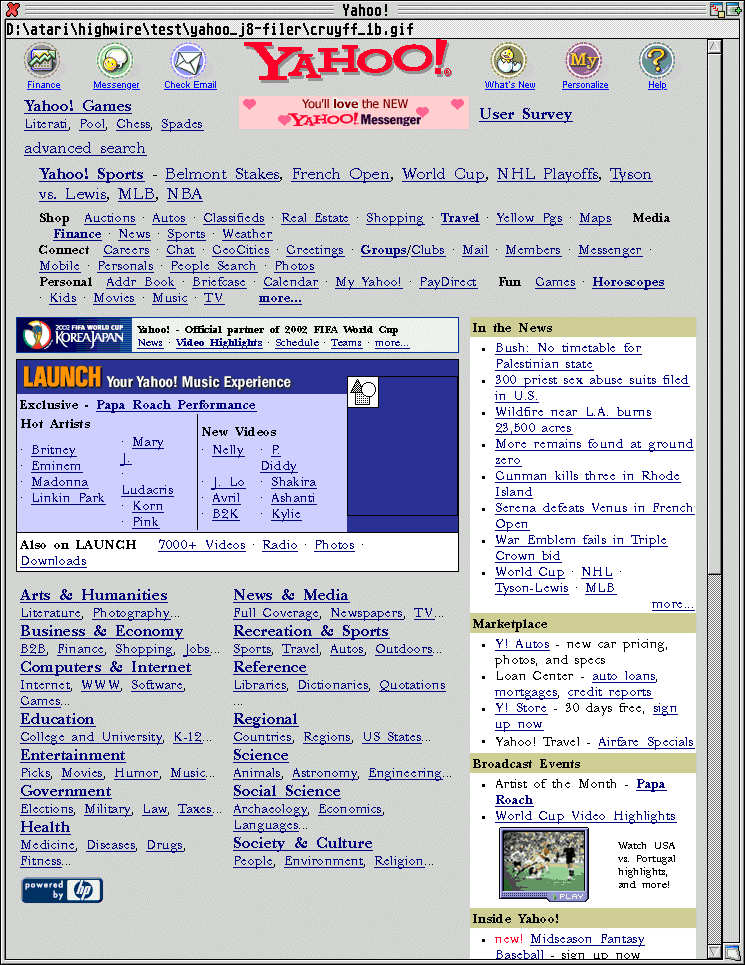 Yahoo!
D:\atari\highwire\test\yahoo_j8-filer\cruyff_1b.gif
Finance Messenger Check Email YAHOO!® What's New My Personalize ? Help
Yahoo! Games
Literati, Pool, Chess, Spades
You'll love the NEW
YAHOO! Messenger
User Survey
advanced search
Yahoo! Sports - Belmont Stakes, French Open, World Cup, NHL Playoffs, Tyson
vs. Lewis, MLB, NBA
Shop Auctions · Autos · Classifieds · Real Estate · Shopping · Travel · Yellow Pgs · Maps Media
Finance · News · Sports · Weather
Connect Careers · Chat · GeoCities · Greetings · Groups/Clubs · Mail · Members · Messenger ·
Mobile · Personals · People Search · Photos
Personal Addr Book · Briefcase · Calendar · My Yahoo! · PayDirect Fun Games · Horoscopes
· Kids · Movies · Music · TV more...
2002 FIFA WORLD CUP
KOREAJAPAN
Yahoo! - Official partner of 2002 FIFA World Cup
News · Video Highlights · Schedule · Teams · more...
LAUNCH Your Yahoo! Music Experience
Exclusive - Papa Roach Performance
Hot Artists
· Britney
· Eminem
· Madonna
· Linkin Park
· Mary
J.
·
Ludacris
· Korn
· Pink
New Videos
· Nelly
· J. Lo
· Avril
· B2K
· P.
Diddy
· Shakira
· Ashanti
· Kylie
Also on LAUNCH 7000+ Videos · Radio · Photos ·
Downloads
Arts & Humanities
Literature, Photography...
Business & Economy
B2B, Finance, Shopping, Jobs...
Computers & Internet
Internet, WWW, Software,
Games...
Education
College and University, K-12...
Entertainment
Picks, Movies, Humor, Music...
Government
Elections, Military, Law, Taxes...
Health
Medicine, Diseases, Drugs,
Fitness...
News & Media
Full Coverage, Newspapers, TV...
Recreation & Sports
Sports, Travel, Autos, Outdoors...
Reference
Libraries, Dictionaries, Quotations
...
Regional
Countries, Regions, US States...
Science
Animals, Astronomy, Engineering...
Social Science
Archaeology, Economics,
Languages...
Society & Culture
People, Environment, Religion...
powered
by hp
In the News
• Bush: No timetable for
Palestinian state
• 300 priest sex abuse suits filed
in U.S.
• Wildfire near L.A. burns
23,500 acres
• More remains found at ground
zero
• Gunman kills three in Rhode
Island
• Serena defeats Venus in French
Open
• War Emblem fails in Triple
Crown bid
• World Cup · NHL ·
Tyson-Lewis · MLB
more...
Marketplace
• Y! Autos - new car pricing,
photos, and specs
• Loan Center - auto loans,
mortgages, credit reports
• Y! Store - 30 days free, sign
up now
• Yahoo! Travel - Airfare Specials
Broadcast Events
• Artist of the Month - Papa
Roach
• World Cup Video Highlights
PLAY
Watch USA
vs. Portugal
highlights,
and more!
Inside Yahoo!
• new! Midseason Fantasy
Baseball - sign up now